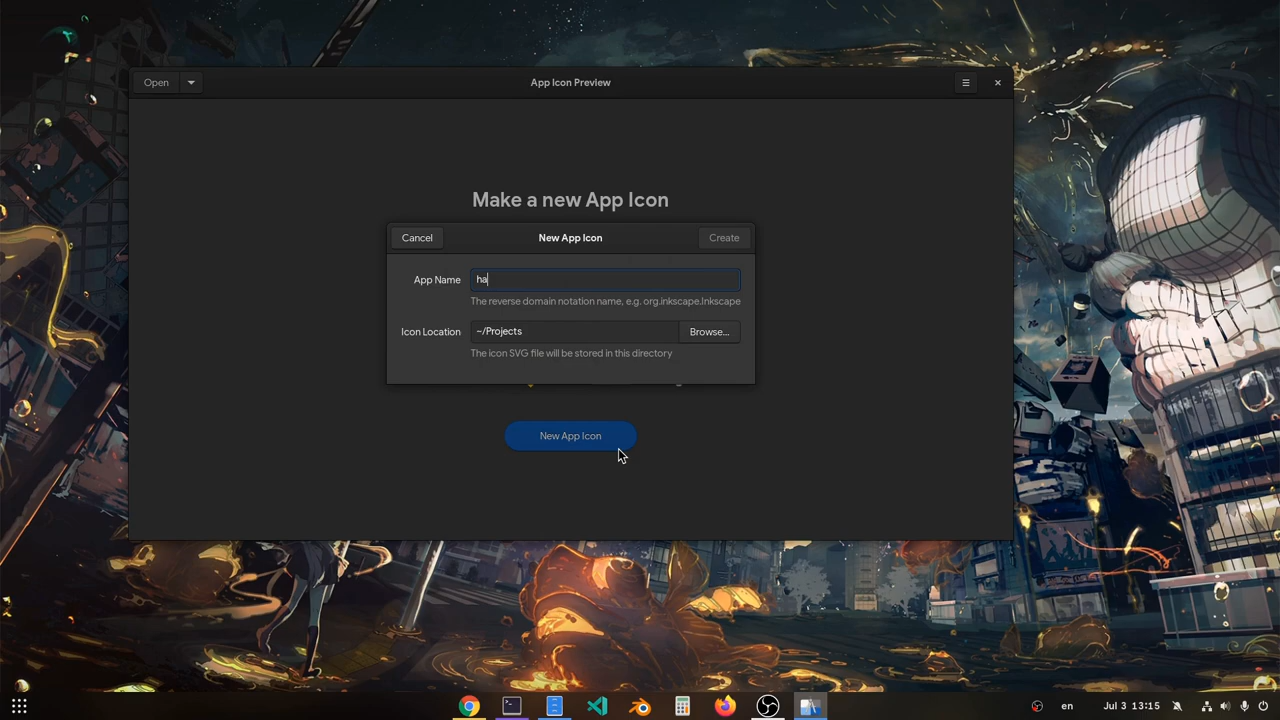 Open
App Icon Preview
Make a new App Icon
Cancel
New App Icon
Create
App Name
ha
The reverse domain notation name, e.g. org.inkscape.Inkscape
Icon Location
~/Projects
Browse...
The icon SVG file will be stored in this directory
New App Icon
en
Jul 3 13:15